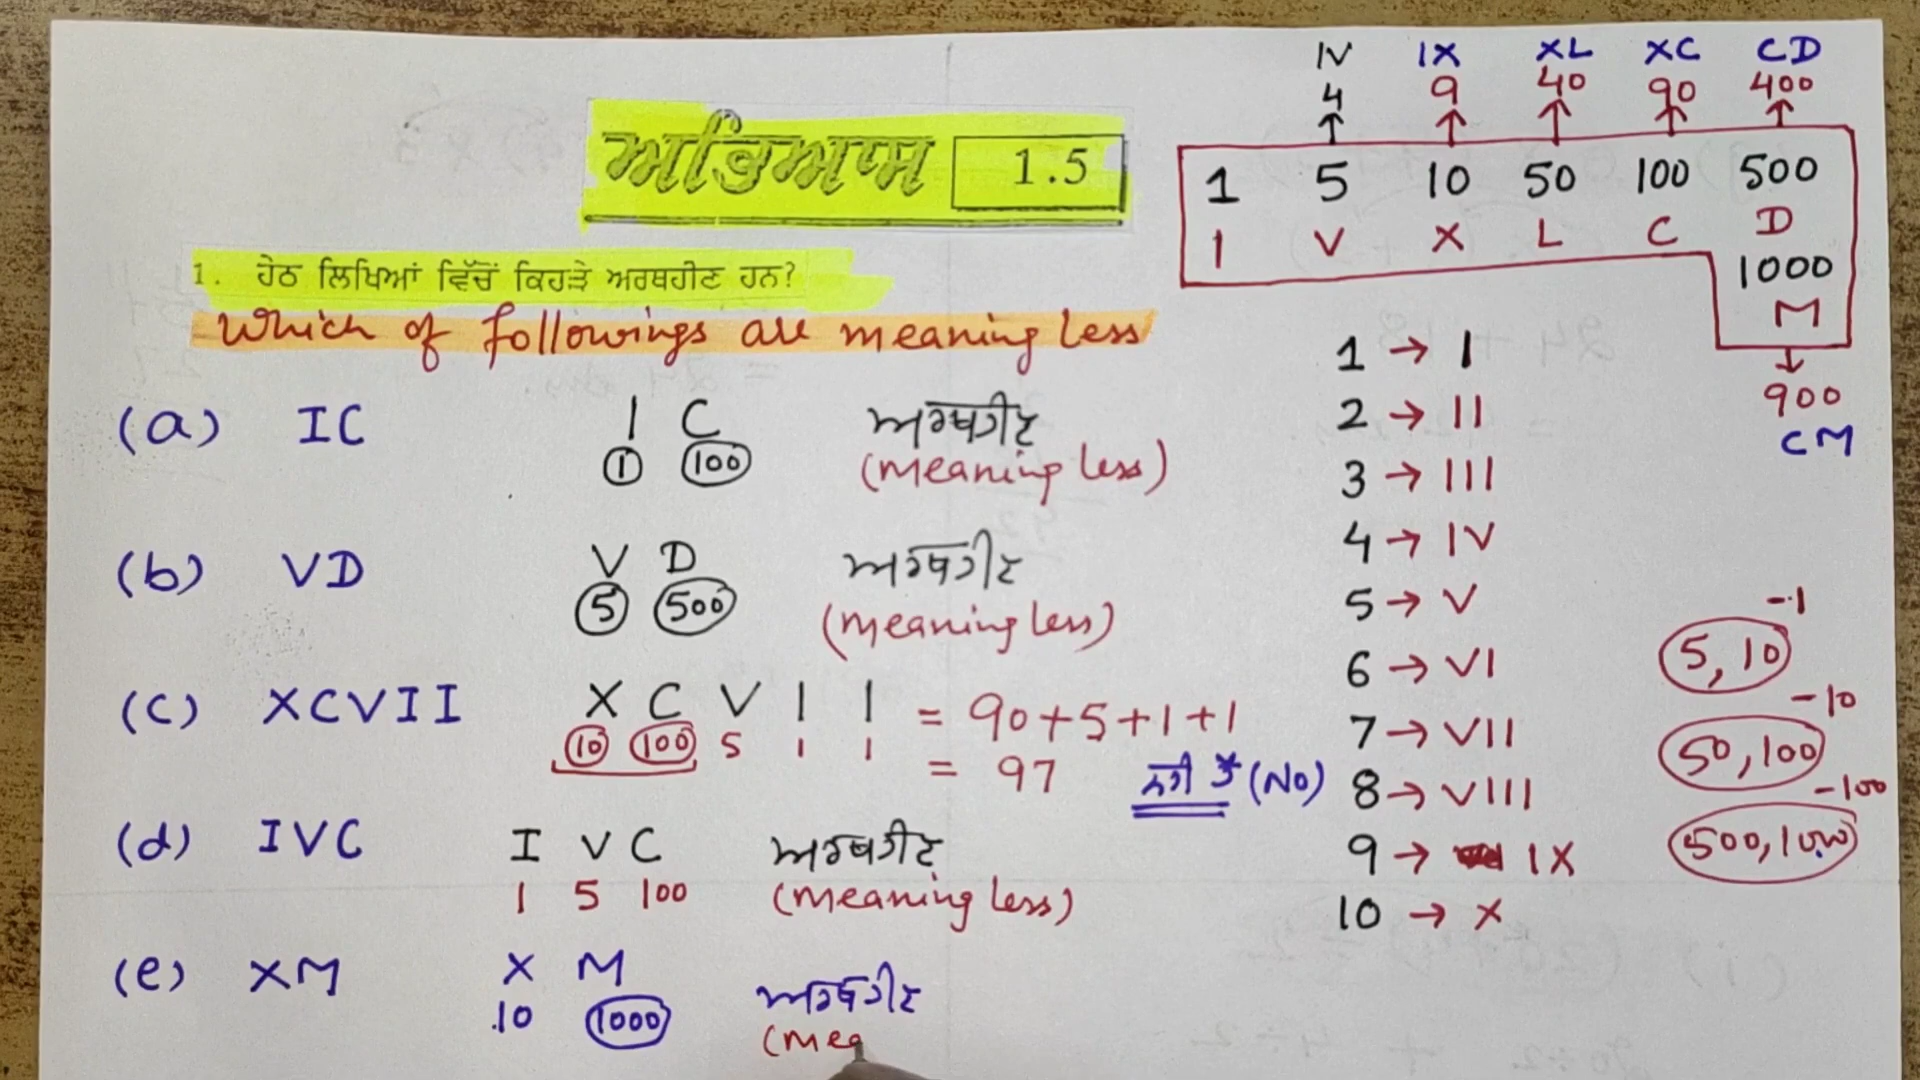 ਅਭਿਆਸ 1.5
1. ਹੇਠ ਲਿਖਿਆਂ ਵਿੱਚੋਂ ਕਿਹੜੇ ਅਰਥਹੀਣ ਹਨ?
Which of followings are meaning less
(a) IC I C ਅਰਥਹੀਣ
1 100 (meaning less)
(b) VD V D ਅਰਥਹੀਣ
5 500 (meaning less)
(c) XCVII X C V I I = 90+5+1+1
10 100 5 1 1 = 97 (No)
(d) IVC I V C ਅਰਥਹੀਣ
1 5 100 (meaning less)
(e) XM X M ਅਰਥਹੀਣ
10 1000 (mea
IV IX XL XC CD
4 9 40 90 400
1 5 10 50 100 500
I V X L C D
1000
M
900
CM
1 → I
2 → II
3 → III
4 → IV
5 → V
6 → VI
7 → VII
8 → VIII
9 → IX
10 → X
-1
5, 10
-10
50, 100
-100
500, 1000